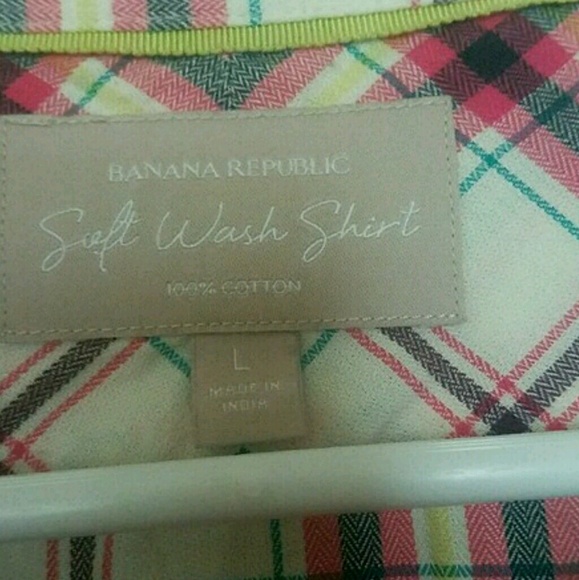 BANANA REPUBLIC
Soft Wash Shirt
100% COTTON
L
MADE IN
INDIA